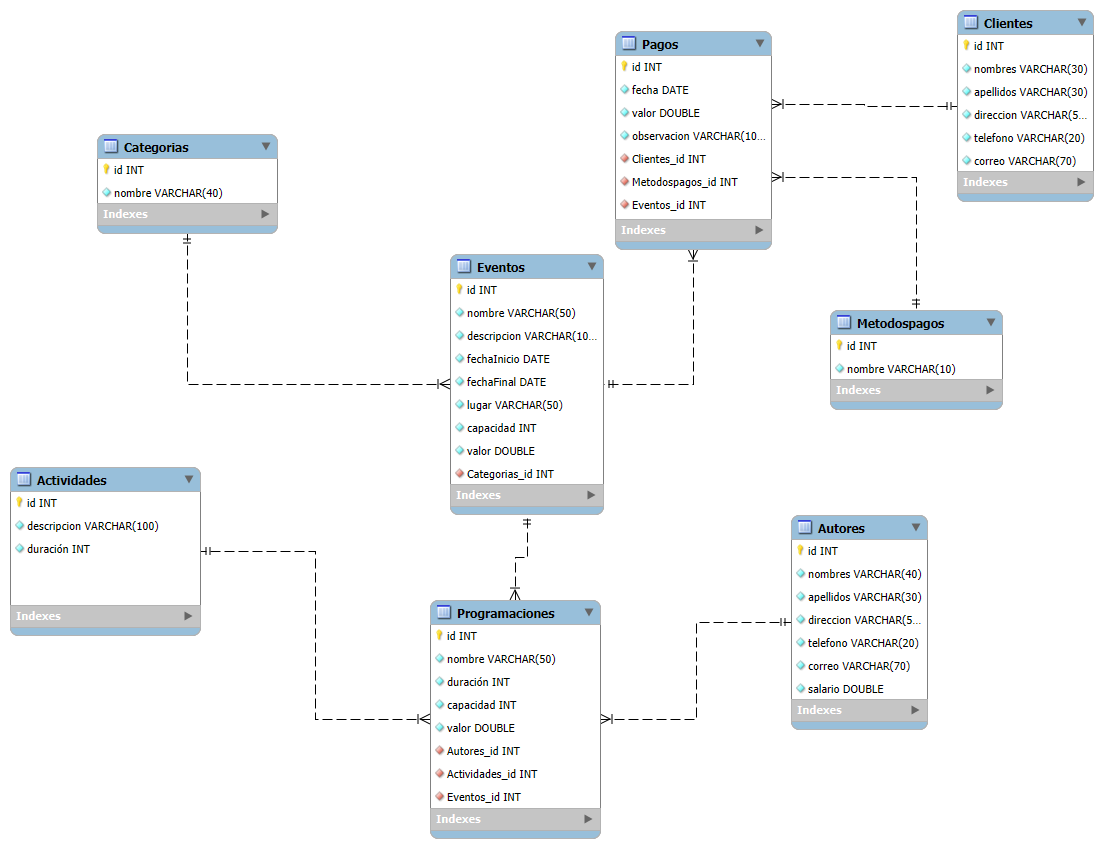 Clientes
id INT
nombres VARCHAR(30)
apellidos VARCHAR(30)
direccion VARCHAR(5...
telefono VARCHAR(20)
correo VARCHAR(70)
Indexes
Pagos
id INT
fecha DATE
valor DOUBLE
observacion VARCHAR(10...
Clientes_id INT
Metodospagos_id INT
Eventos_id INT
Indexes
Categorias
id INT
nombre VARCHAR(40)
Indexes
Eventos
id INT
nombre VARCHAR(50)
descripcion VARCHAR(10...
fechaInicio DATE
fechaFinal DATE
lugar VARCHAR(50)
capacidad INT
valor DOUBLE
Categorias_id INT
Indexes
Metodospagos
id INT
nombre VARCHAR(10)
Indexes
Actividades
id INT
descripcion VARCHAR(100)
duración INT
Indexes
Autores
id INT
nombres VARCHAR(40)
apellidos VARCHAR(30)
direccion VARCHAR(5...
telefono VARCHAR(20)
correo VARCHAR(70)
salario DOUBLE
Indexes
Programaciones
id INT
nombre VARCHAR(50)
duración INT
capacidad INT
valor DOUBLE
Autores_id INT
Actividades_id INT
Eventos_id INT
Indexes